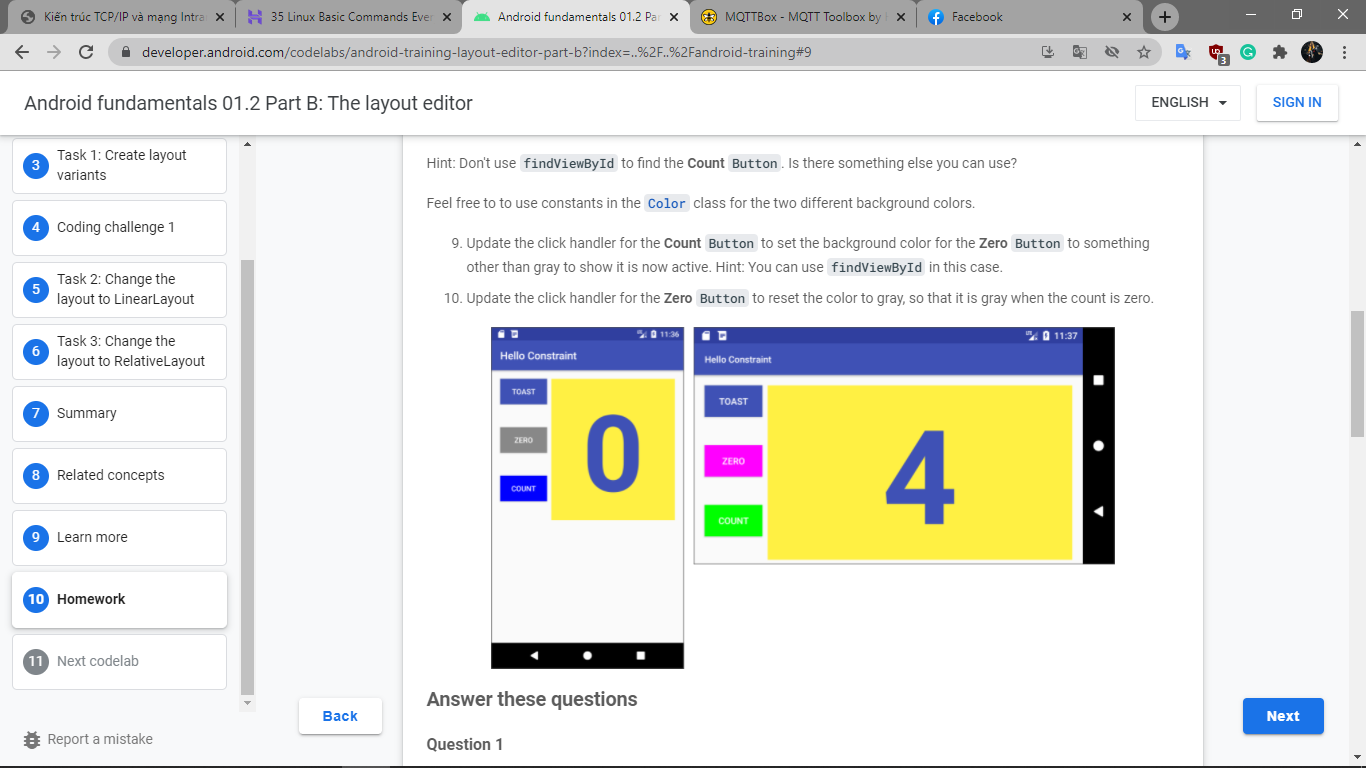 Kiến trúc TCP/IP và mạng Intra
35 Linux Basic Commands Ever
Android fundamentals 01.2 Par
MQTTBox - MQTT Toolbox by
Facebook
developer.android.com/codelabs/android-training-layout-editor-part-b?index=..%2F..%2Fandroid-training#9
3
Android fundamentals 01.2 Part B: The layout editor
ENGLISH
SIGN IN
3
Task 1: Create layout
variants
4
Coding challenge 1
5
Task 2: Change the
layout to LinearLayout
6
Task 3: Change the
layout to RelativeLayout
7
Summary
8
Related concepts
9
Learn more
10
Homework
11
Next codelab
Report a mistake
Hint: Don't use findViewById to find the Count Button. Is there something else you can use?
Feel free to to use constants in the Color class for the two different background colors.
9. Update the click handler for the Count Button to set the background color for the Zero Button to something
other than gray to show it is now active. Hint: You can use findViewById in this case.
10. Update the click handler for the Zero Button to reset the color to gray, so that it is gray when the count is zero.
11:36
Hello Constraint
TOAST
ZERO
COUNT
0
11:37
Hello Constraint
TOAST
ZERO
COUNT
4
Answer these questions
Question 1
Back
Next